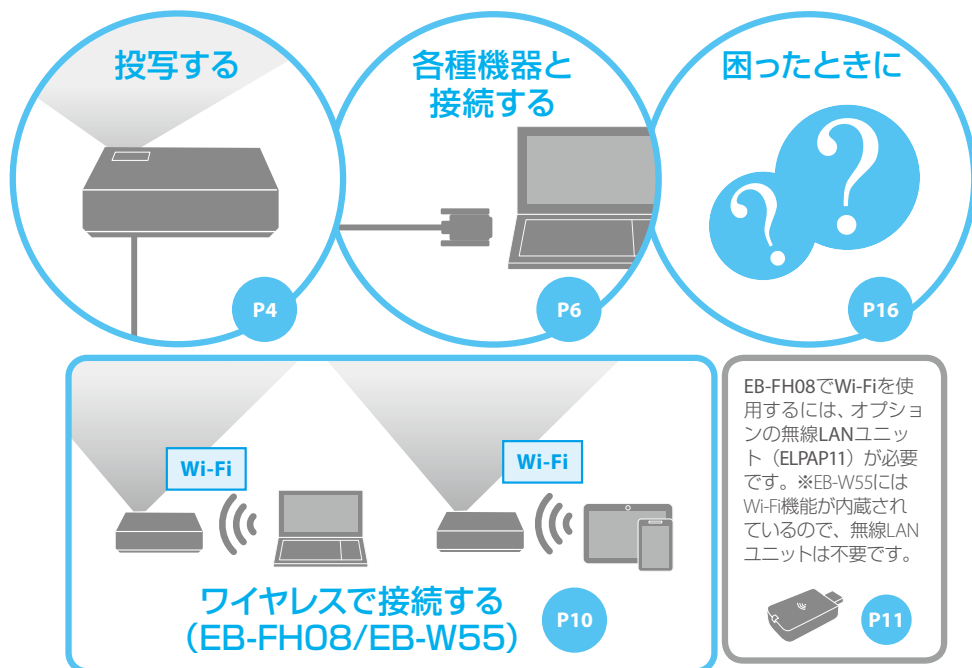 投写する
P4
各種機器と
接続する
P6
困ったときに
? ?
P16
Wi-Fi
Wi-Fi
ワイヤレスで接続する
（EB-FH08/EB-W55）
P10
EB-FH08でWi-Fiを使
用するには、オプショ
ンの無線LANユニッ
ト（ELPAP11）が必要
です。※EB-W55には
Wi-Fi機能が内蔵され
ているので、無線LAN
ユニットは不要です。
P11